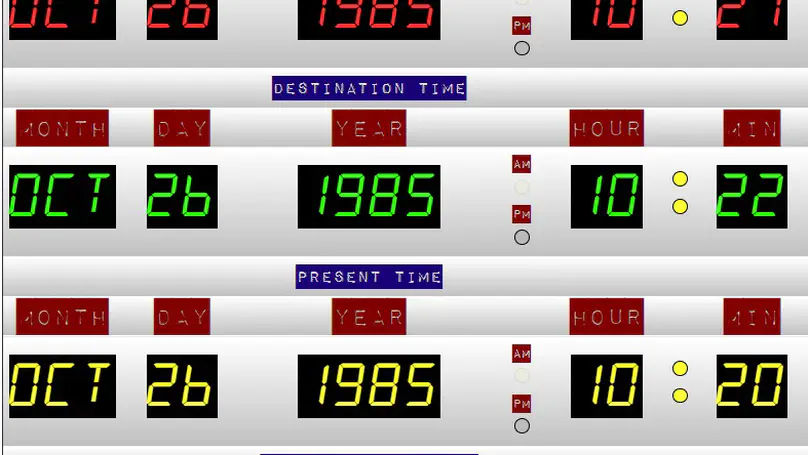 OCT 26 1985 PM 10 21
DESTINATION TIME
MONTH DAY YEAR HOUR MIN
AM
OCT 26 1985 10 22
PM
PRESENT TIME
MONTH DAY YEAR HOUR MIN
AM
OCT 26 1985 10 20
PM